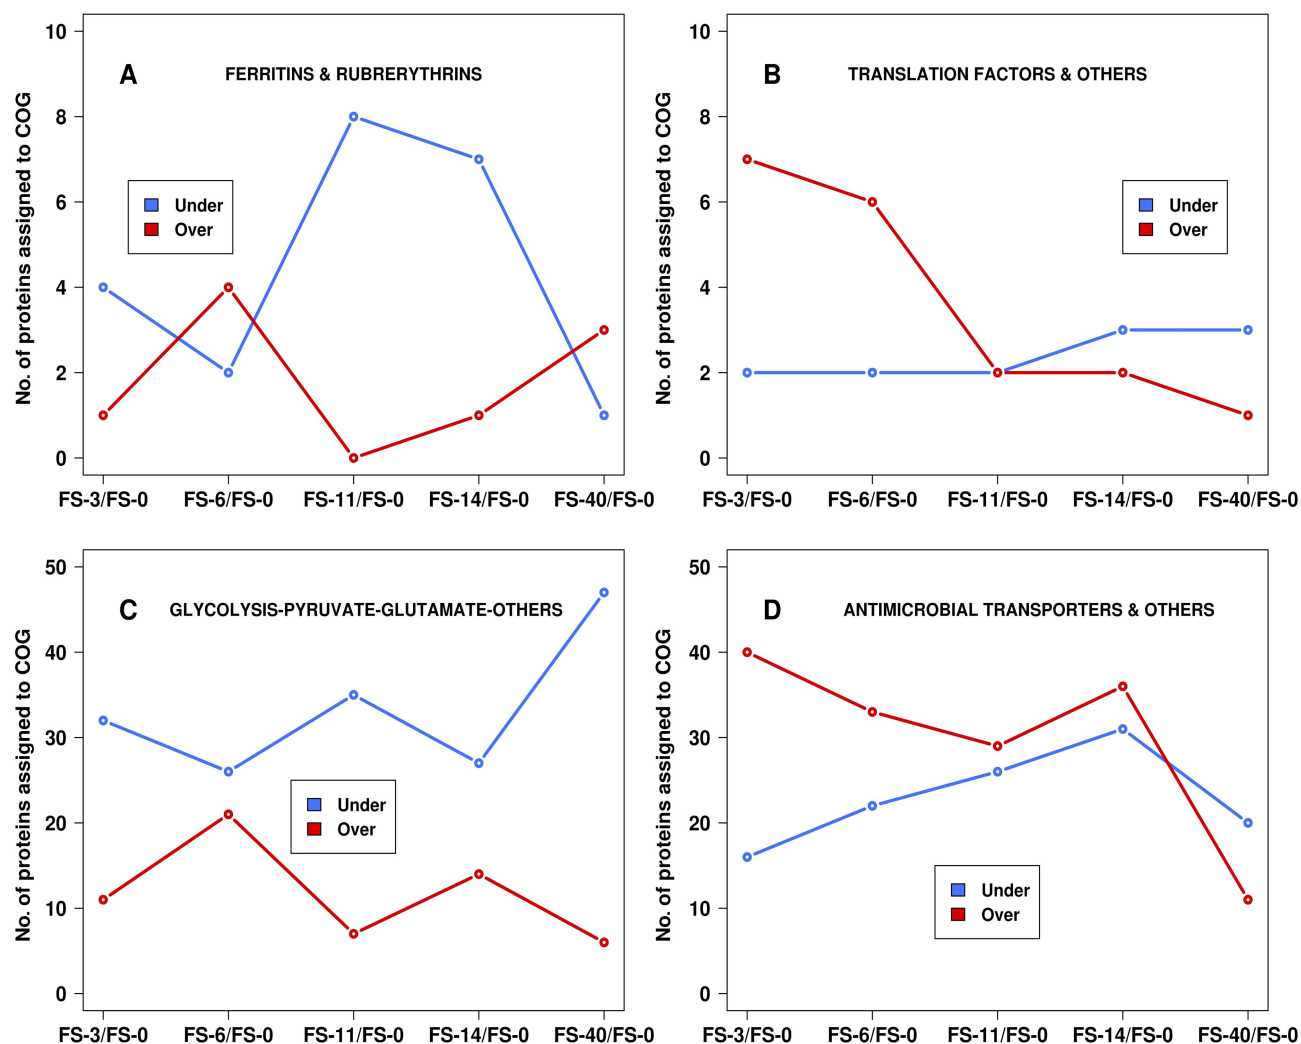 A
FERRITINS & RUBRERYTHRINS
No. of proteins assigned to COG
10
8
6
4
2
0
Under
Over
FS-3/FS-0 FS-6/FS-0 FS-11/FS-0 FS-14/FS-0 FS-40/FS-0
B
TRANSLATION FACTORS & OTHERS
No. of proteins assigned to COG
10
8
6
4
2
0
Under
Over
FS-3/FS-0 FS-6/FS-0 FS-11/FS-0 FS-14/FS-0 FS-40/FS-0
C
GLYCOLYSIS-PYRUVATE-GLUTAMATE-OTHERS
No. of proteins assigned to COG
50
40
30
20
10
0
Under
Over
FS-3/FS-0 FS-6/FS-0 FS-11/FS-0 FS-14/FS-0 FS-40/FS-0
D
ANTIMICROBIAL TRANSPORTERS & OTHERS
No. of proteins assigned to COG
50
40
30
20
10
0
Under
Over
FS-3/FS-0 FS-6/FS-0 FS-11/FS-0 FS-14/FS-0 FS-40/FS-0